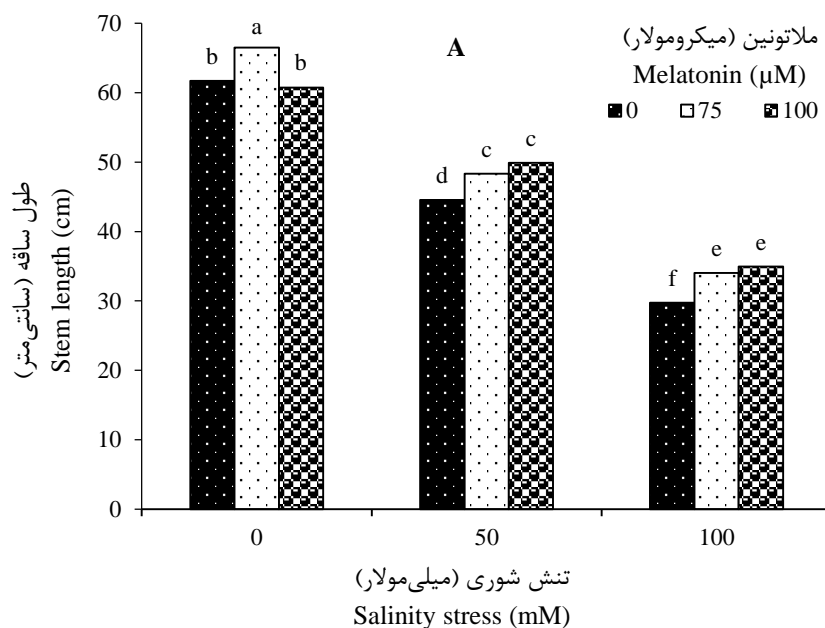 70
60
50
40
30
20
10
0
طول ساقه (سانتی‌متر)
Stem length (cm)
A
ملاتونین (میکرومولار)
Melatonin (µM)
0 75 100
b a b
d c c
f e e
0 50 100
تنش شوری (میلی‌مولار)
Salinity stress (mM)